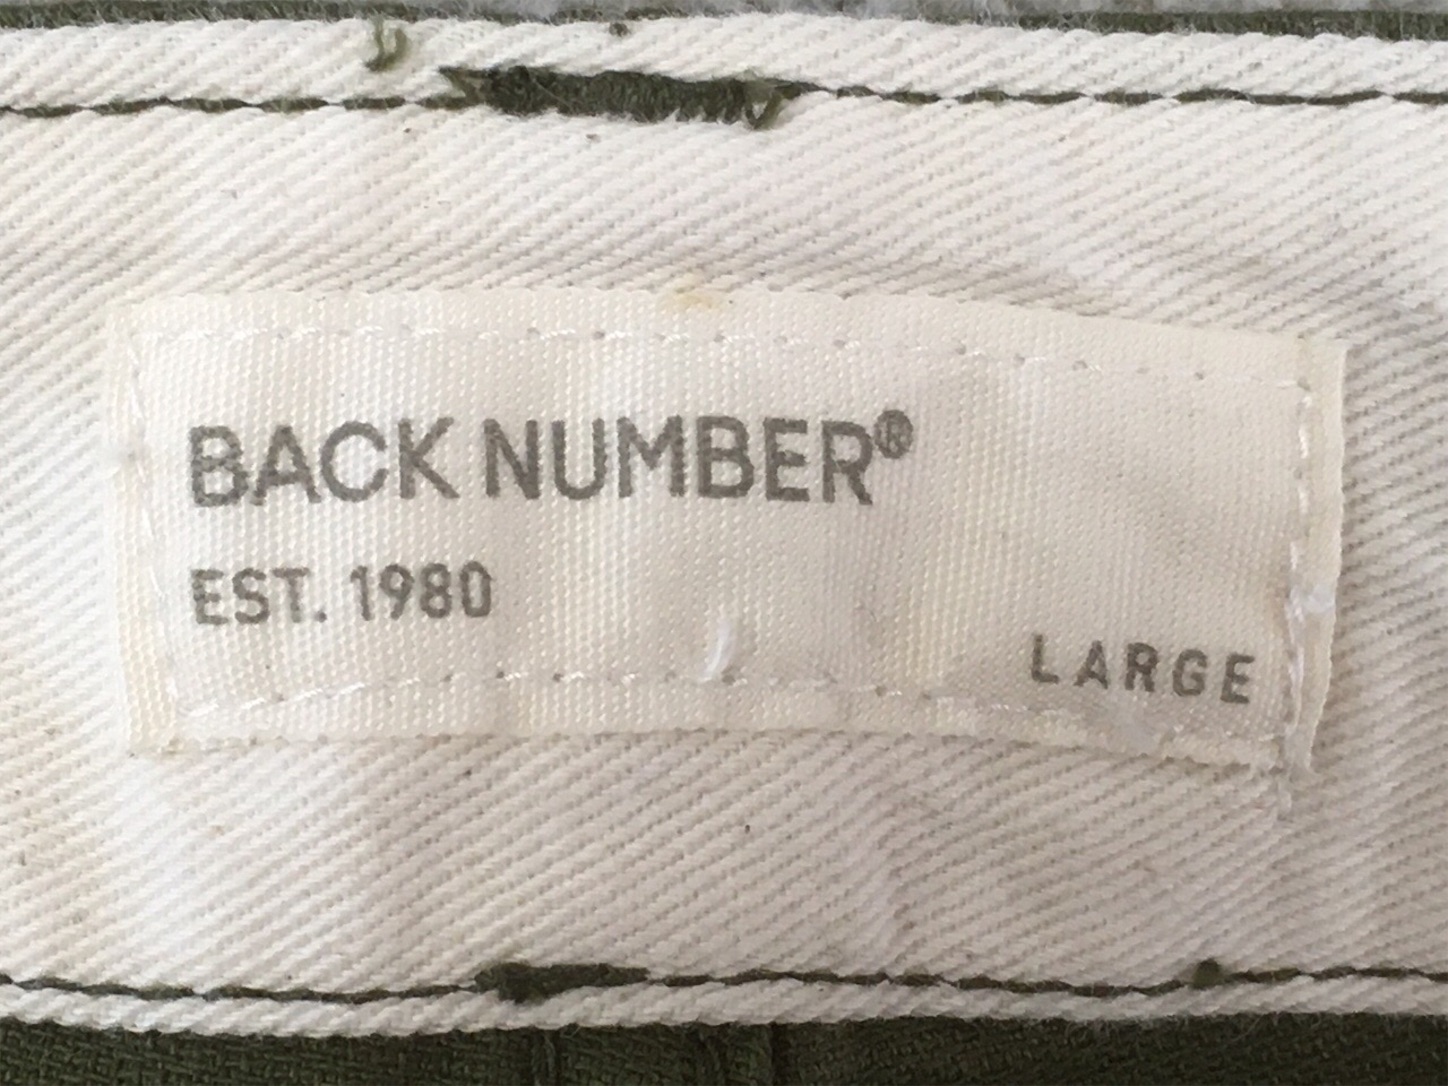 BACK NUMBER®
EST. 1980
LARGE